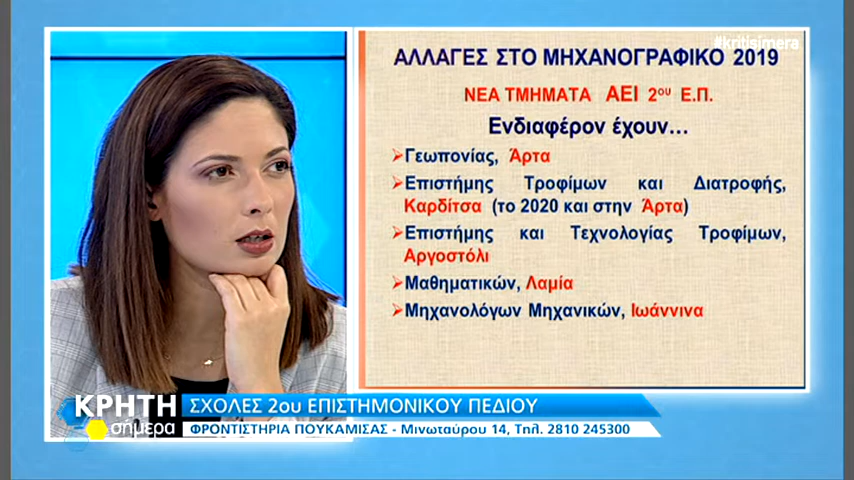 #kritisimera
ΑΛΛΑΓΕΣ ΣΤΟ ΜΗΧΑΝΟΓΡΑΦΙΚΟ 2019
ΝΕΑ ΤΜΗΜΑΤΑ ΑΕΙ 2ου Ε.Π.
Ενδιαφέρον έχουν...
➢Γεωπονίας, Άρτα
➢Επιστήμης Τροφίμων και Διατροφής,
Καρδίτσα (το 2020 και στην Άρτα)
➢Επιστήμης και Τεχνολογίας Τροφίμων,
Αργοστόλι
➢Μαθηματικών, Λαμία
➢Μηχανολόγων Μηχανικών, Ιωάννινα
ΚΡΗΤΗ
σήμερα
ΣΧΟΛΕΣ 2ου ΕΠΙΣΤΗΜΟΝΙΚΟΥ ΠΕΔΙΟΥ
ΦΡΟΝΤΙΣΤΗΡΙΑ ΠΟΥΚΑΜΙΣΑΣ - Μινωταύρου 14, Τηλ. 2810 245300